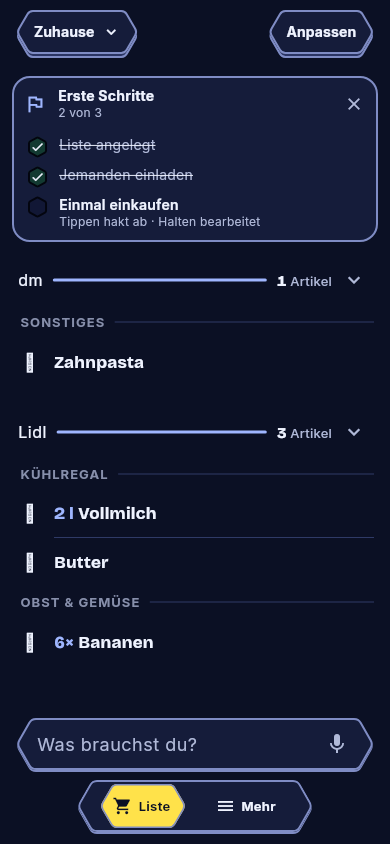 Zuhause
Anpassen
Erste Schritte
2 von 3
Liste angelegt
Jemanden einladen
Einmal einkaufen
Tippen hakt ab · Halten bearbeitet
dm 1 Artikel
SONSTIGES
Zahnpasta
Lidl 3 Artikel
KÜHLREGAL
2 l Vollmilch
Butter
OBST & GEMÜSE
6× Bananen
Was brauchst du?
Liste
Mehr